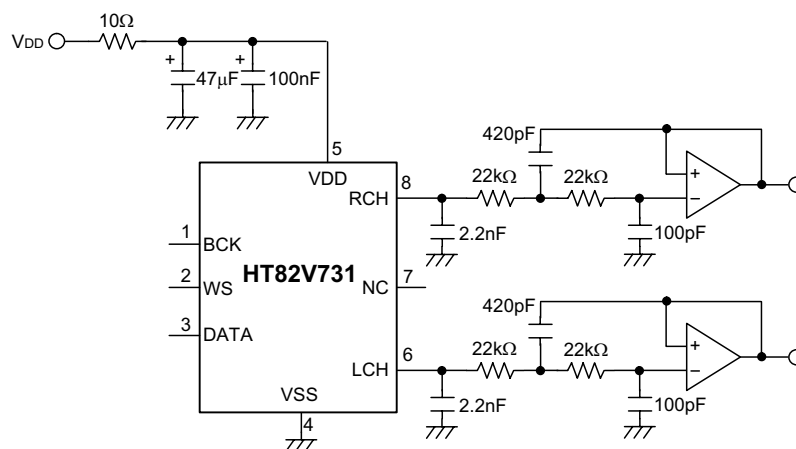 10Ω
VDD
+
47μF
+
100nF
5
VDD
8
RCH
420pF
22kΩ
22kΩ
+
−
2.2nF
100pF
1
BCK
2
WS
HT82V731
NC
7
3
DATA
420pF
6
LCH
22kΩ
22kΩ
+
−
2.2nF
100pF
VSS
4